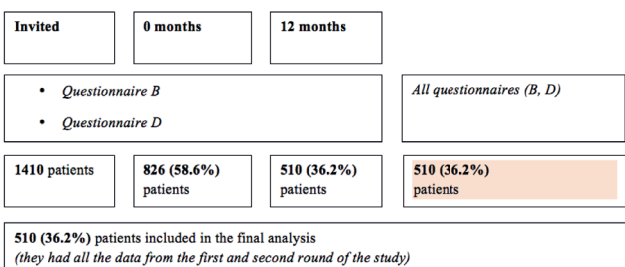 Invited
0 months
12 months
• Questionnaire B
• Questionnaire D
All questionnaires (B, D)
1410 patients
826 (58.6%)
patients
510 (36.2%)
patients
510 (36.2%)
patients
510 (36.2%) patients included in the final analysis
(they had all the data from the first and second round of the study)